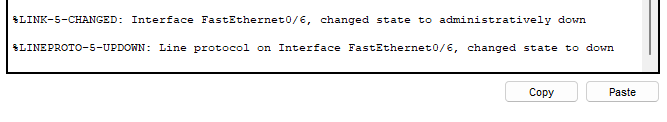 %LINK-5-CHANGED: Interface FastEthernet0/6, changed state to administratively down
%LINEPROTO-5-UPDOWN: Line protocol on Interface FastEthernet0/6, changed state to down
Copy Paste